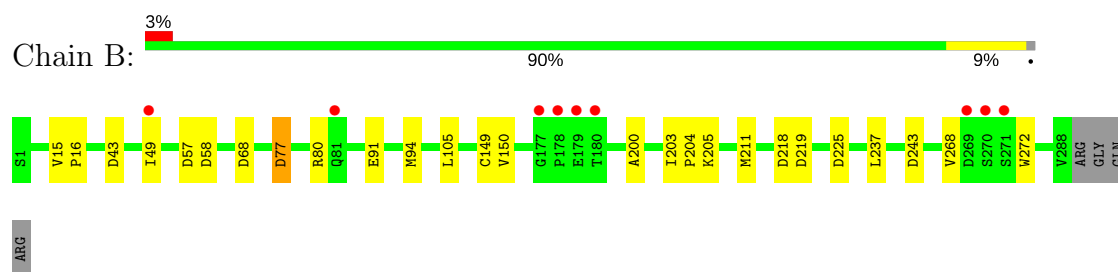 3%
Chain B:
90% 9% •
S1 V15 P16 D43 I49 D57 D58 D68 D77 R80 Q81 E91 M94 L105 C149 V150 G177 P178 E179 T180 A200 I203 P204 K205 M211 D218 D219 D225 L237 D243 V268 D269 S270 S271 W272 V288 ARG GLY GLN
ARG